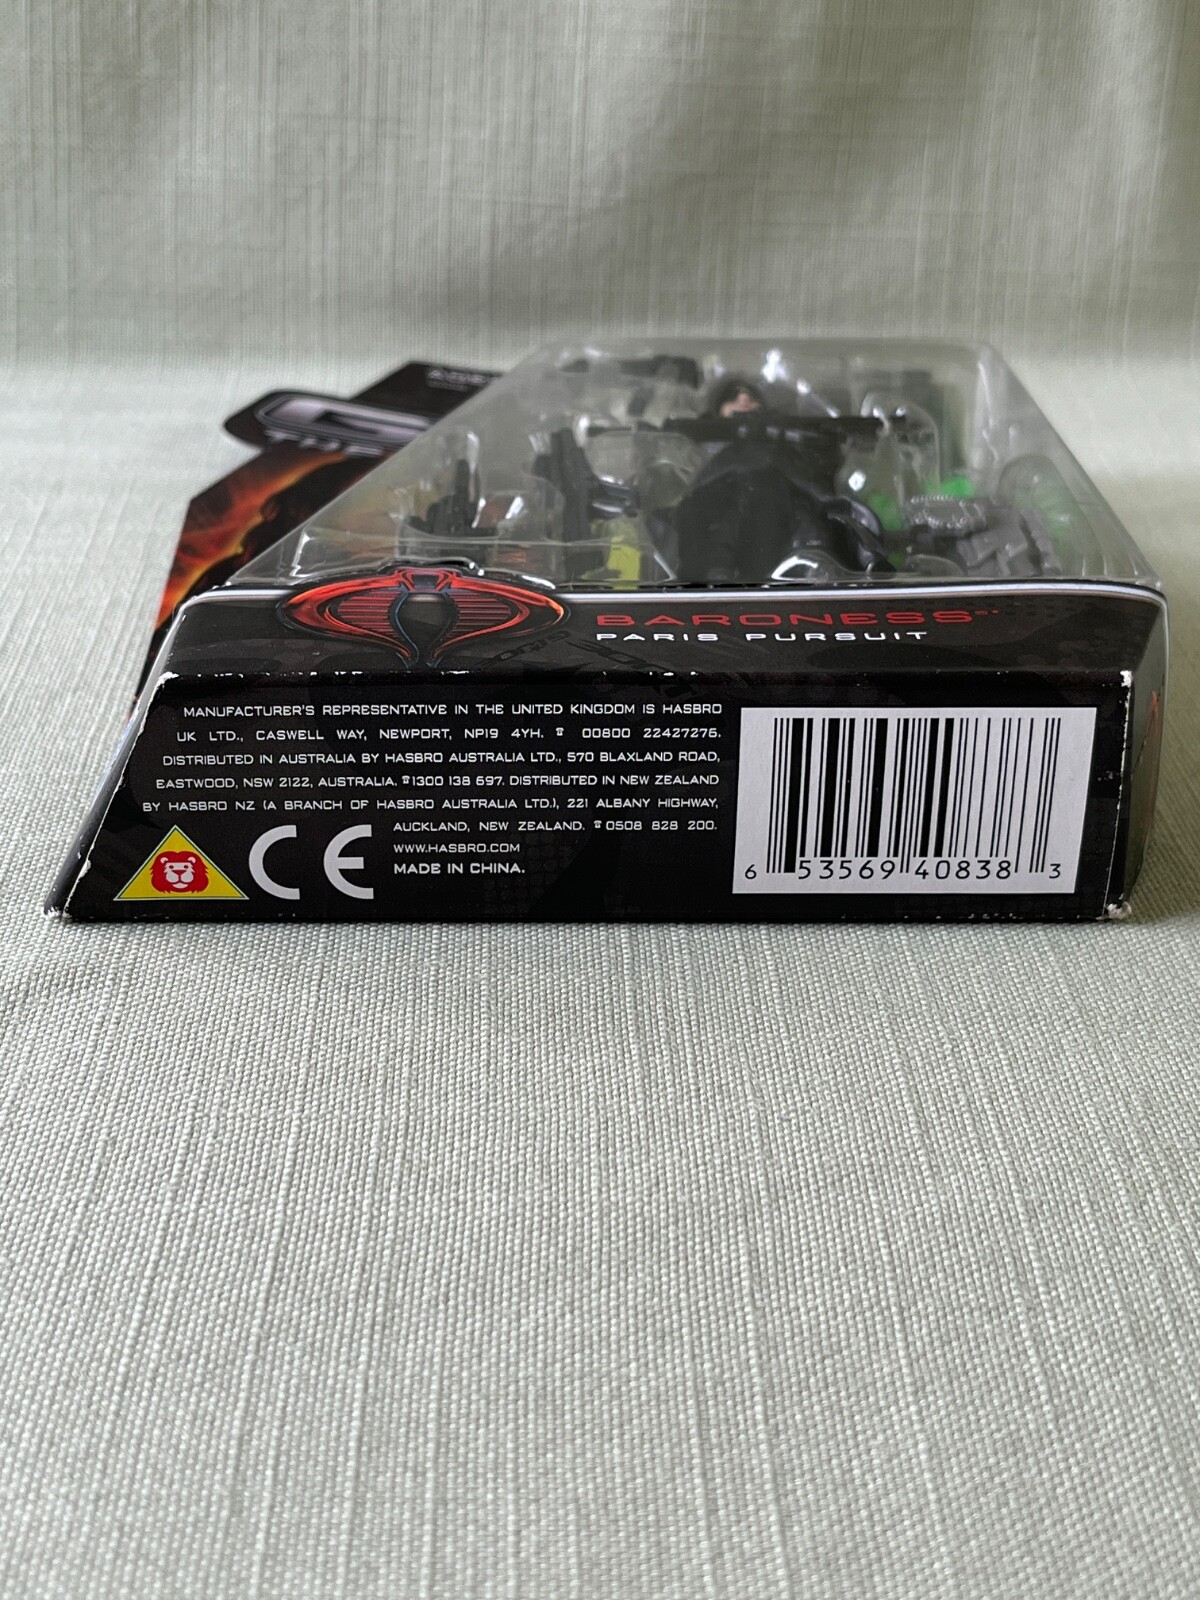 THE
BARONESS™
PARIS PURSUIT
MANUFACTURER'S REPRESENTATIVE IN THE UNITED KINGDOM IS HASBRO
UK LTD., CASWELL WAY, NEWPORT, NP19 4YH. ☎ 00800 22427276.
DISTRIBUTED IN AUSTRALIA BY HASBRO AUSTRALIA LTD., 570 BLAXLAND ROAD,
EASTWOOD, NSW 2122, AUSTRALIA. ☎1300 138 697. DISTRIBUTED IN NEW ZEALAND
BY HASBRO NZ (A BRANCH OF HASBRO AUSTRALIA LTD.), 221 ALBANY HIGHWAY,
AUCKLAND, NEW ZEALAND. ☎0508 828 200.
WWW.HASBRO.COM
MADE IN CHINA.
CE
6 53569 40838 3